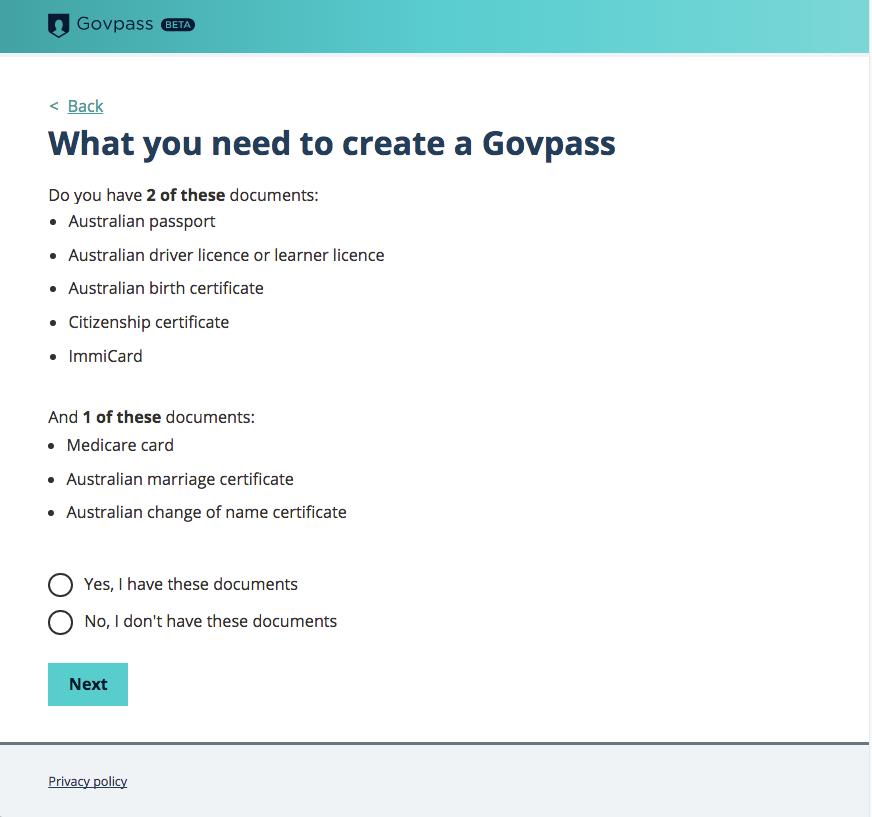 Govpass BETA
< Back
What you need to create a Govpass
Do you have 2 of these documents:
• Australian passport
• Australian driver licence or learner licence
• Australian birth certificate
• Citizenship certificate
• ImmiCard
And 1 of these documents:
• Medicare card
• Australian marriage certificate
• Australian change of name certificate
Yes, I have these documents
No, I don't have these documents
Next
Privacy policy